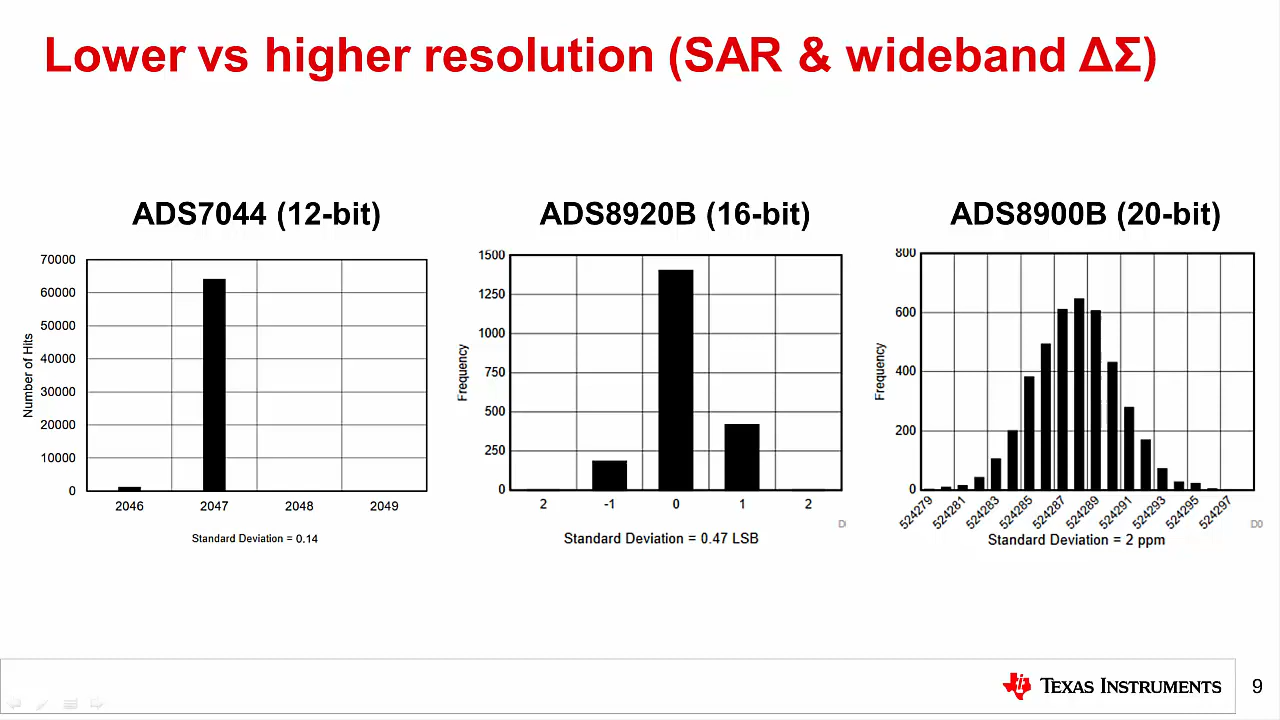 Lower vs higher resolution (SAR & wideband ΔΣ)
ADS7044 (12-bit)
70000
60000
50000
40000
30000
20000
10000
0
Number of Hits
2046 2047 2048 2049
Standard Deviation = 0.14
ADS8920B (16-bit)
1500
1250
1000
750
500
250
0
Frequency
2 -1 0 1 2
D
Standard Deviation = 0.47 LSB
ADS8900B (20-bit)
800
600
400
200
0
Frequency
524279 524281 524283 524285 524287 524289 524291 524293 524295 524297
D0
Standard Deviation = 2 ppm
TEXAS INSTRUMENTS
9